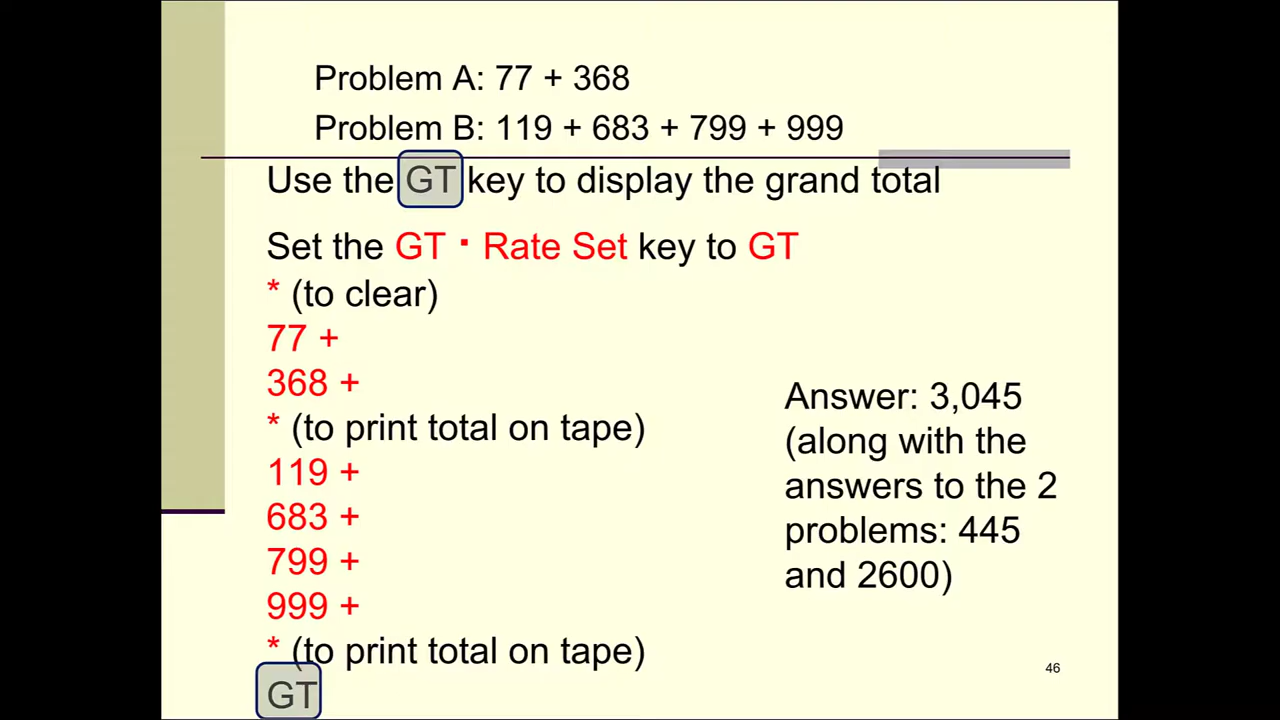 Problem A: 77 + 368
Problem B: 119 + 683 + 799 + 999
Use the GT key to display the grand total
Set the GT · Rate Set key to GT
* (to clear)
77 +
368 +
* (to print total on tape)
119 +
683 +
799 +
999 +
* (to print total on tape)
GT
Answer: 3,045
(along with the
answers to the 2
problems: 445
and 2600)
46